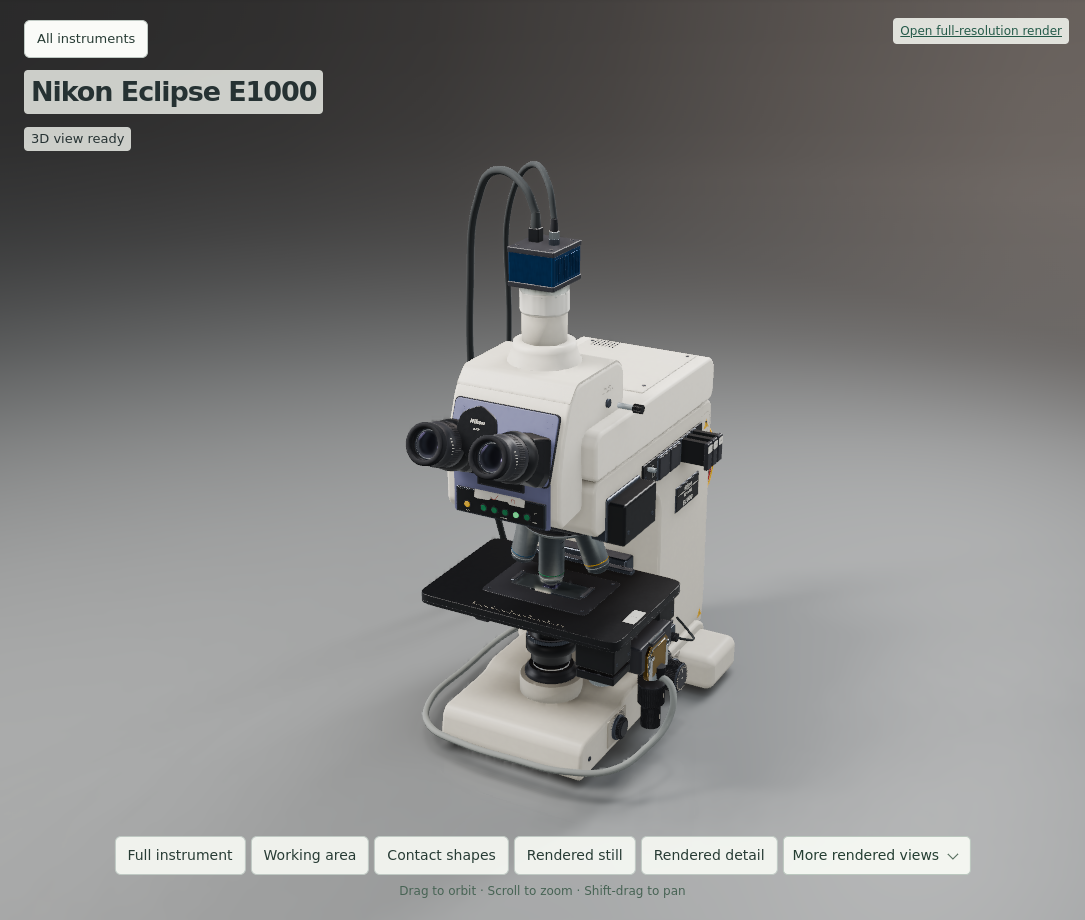 All instruments
Open full-resolution render
Nikon Eclipse E1000
3D view ready
Nikon
Full instrument
Working area
Contact shapes
Rendered still
Rendered detail
More rendered views
Drag to orbit · Scroll to zoom · Shift-drag to pan